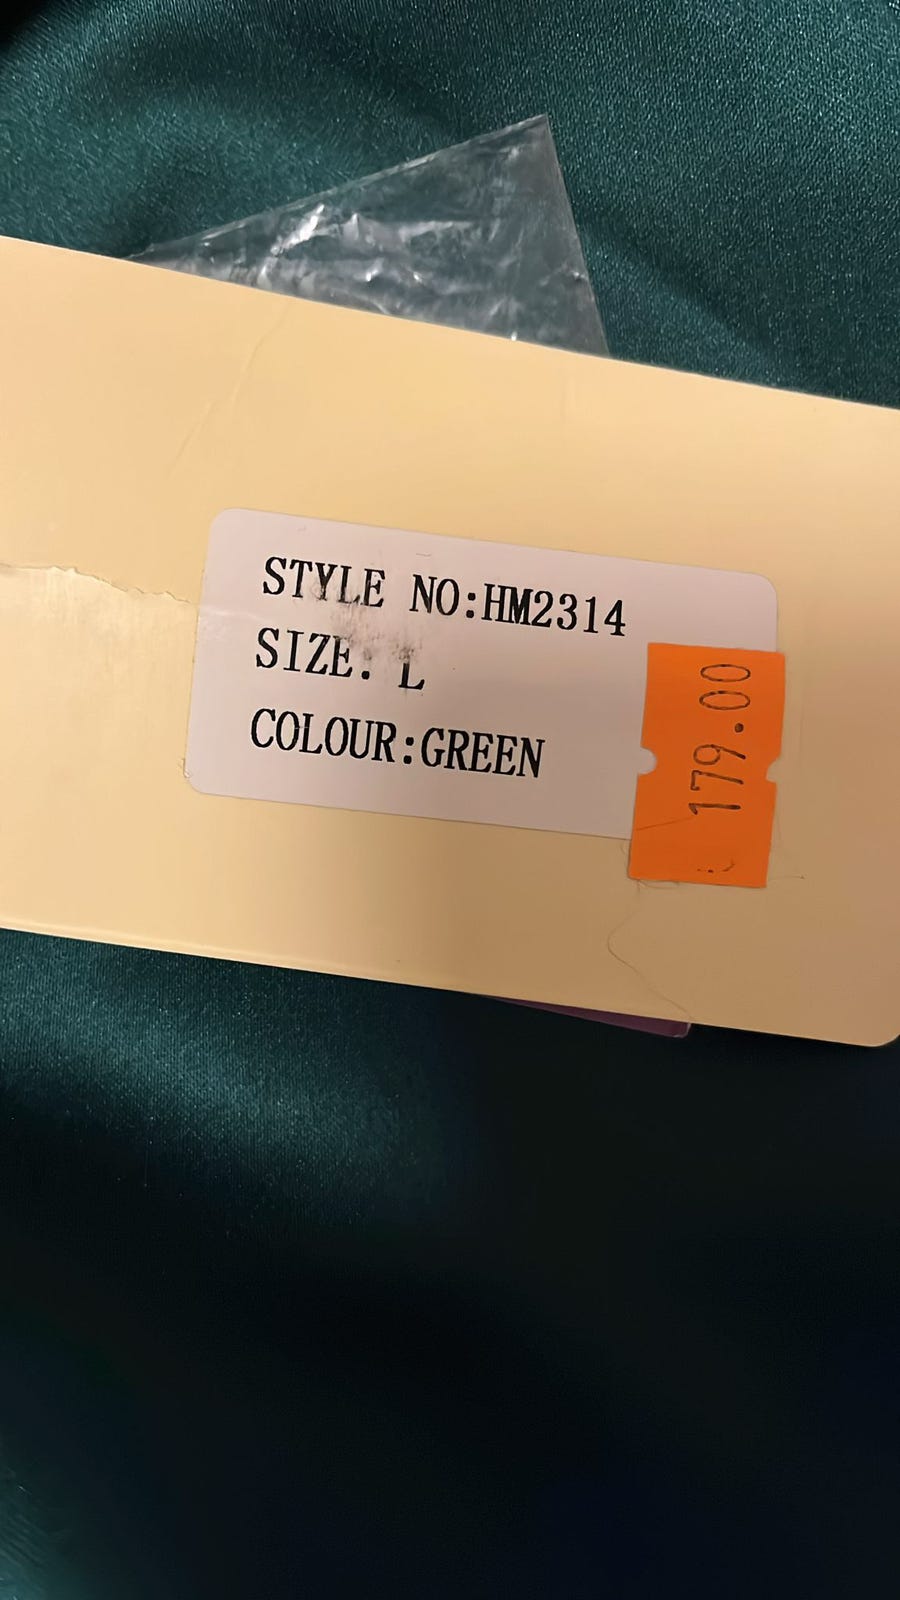 STYLE NO:HM2314
SIZE: L
COLOUR:GREEN
179.00